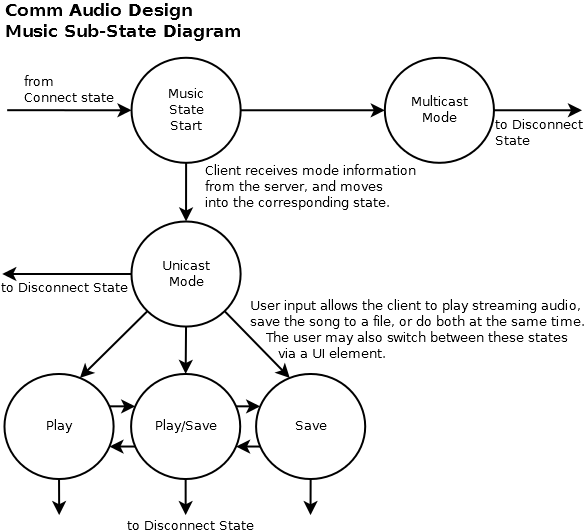 Comm Audio Design
Music Sub-State Diagram
from
Connect state
Music
State
Start
Multicast
Mode
to Disconnect
State
Client receives mode information
from the server, and moves
into the corresponding state.
Unicast
Mode
to Disconnect State
User input allows the client to play streaming audio,
save the song to a file, or do both at the same time.
The user may also switch between these states
via a UI element.
Play
Play/Save
Save
to Disconnect State